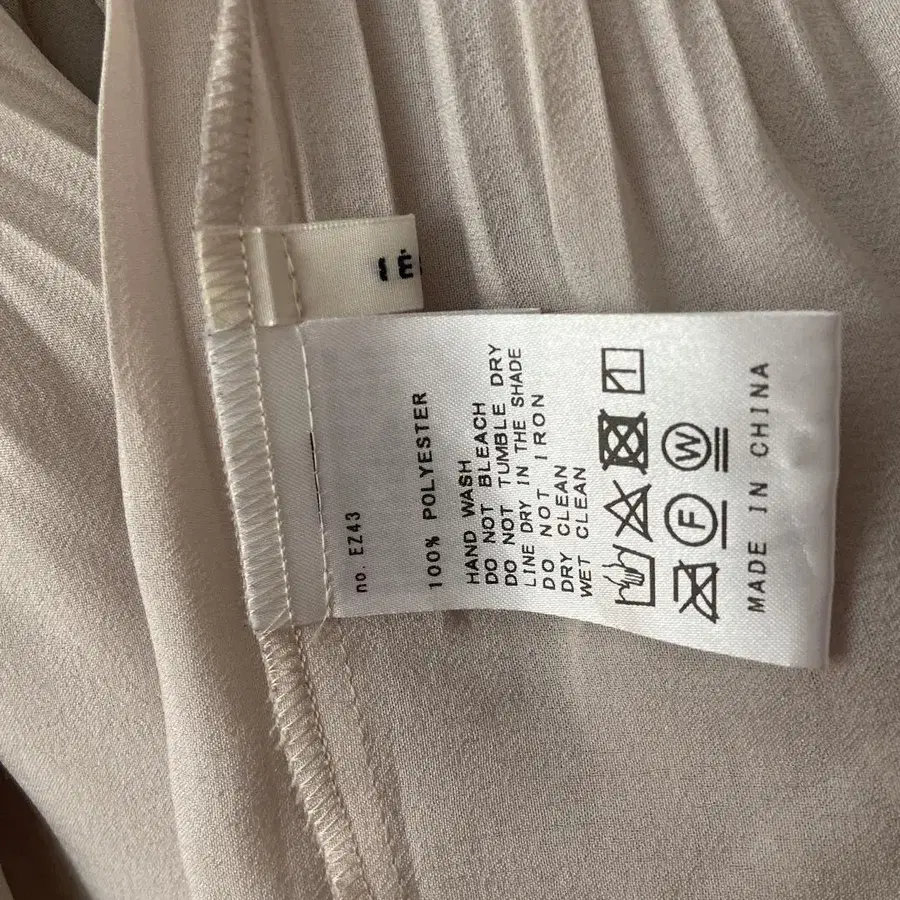 no. EZ43
100% POLYESTER
HAND WASH
DO NOT BLEACH
DO NOT TUMBLE DRY
LINE DRY IN THE SHADE
DO NOT IRON
DRY CLEAN
WET CLEAN
F W
MADE IN CHINA